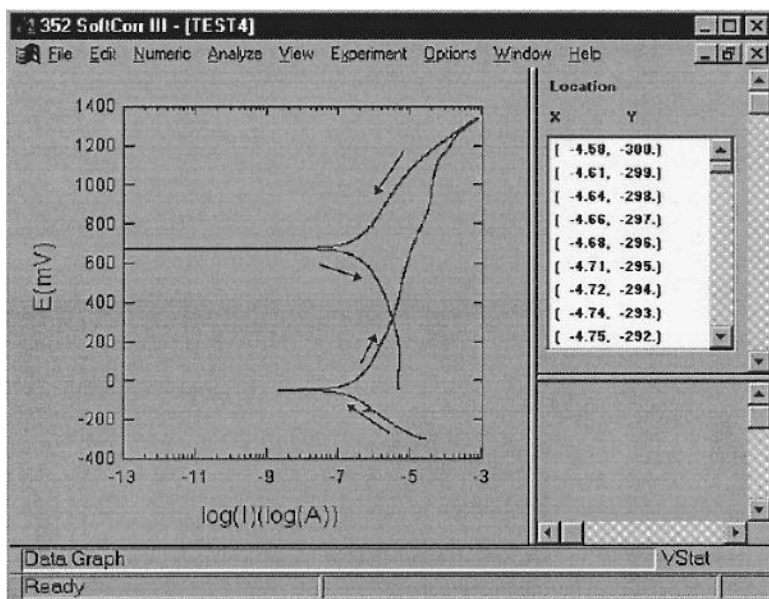 352 SoftCorr III - [TEST4]
File Edit Numeric Analyze View Experiment Options Window Help
Location
X Y
( -4.58, -300.)
( -4.61, -299.)
( -4.64, -298.)
( -4.66, -297.)
( -4.68, -296.)
( -4.71, -295.)
( -4.72, -294.)
( -4.74, -293.)
( -4.75, -292.)
1400
1200
1000
800
600
400
200
0
-200
-400
E(mV)
-13 -11 -9 -7 -5 -3
log(I)(log(A))
Data Graph VStat
Ready